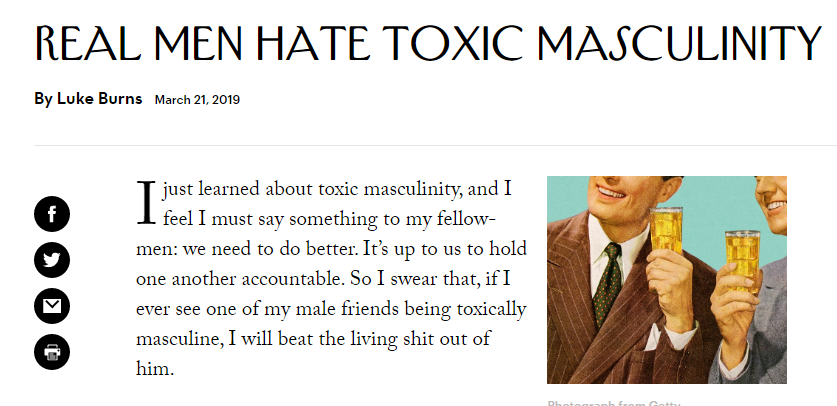 REAL MEN HATE TOXIC MASCULINITY
By Luke Burns March 21, 2019
I just learned about toxic masculinity, and I
feel I must say something to my fellow-
men: we need to do better. It’s up to us to hold
one another accountable. So I swear that, if I
ever see one of my male friends being toxically
masculine, I will beat the living shit out of
him.
Photograph from Getty